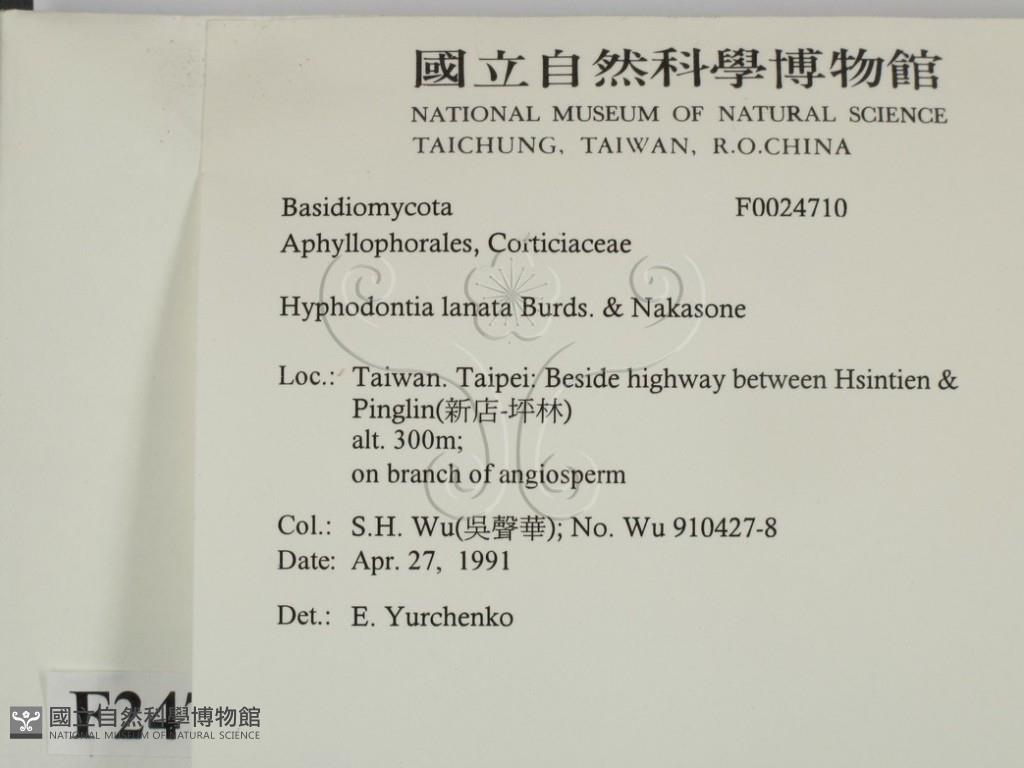 國立自然科學博物館
NATIONAL MUSEUM OF NATURAL SCIENCE
TAICHUNG, TAIWAN, R.O.CHINA
Basidiomycota F0024710
Aphyllophorales, Corticiaceae
Hyphodontia lanata Burds. & Nakasone
Loc.: Taiwan. Taipei: Beside highway between Hsintien &
Pinglin(新店-坪林)
alt. 300m;
on branch of angiosperm
Col.: S.H. Wu(吳聲華); No. Wu 910427-8
Date: Apr. 27, 1991
Det.: E. Yurchenko
F24
國立自然科學博物館
NATIONAL MUSEUM OF NATURAL SCIENCE